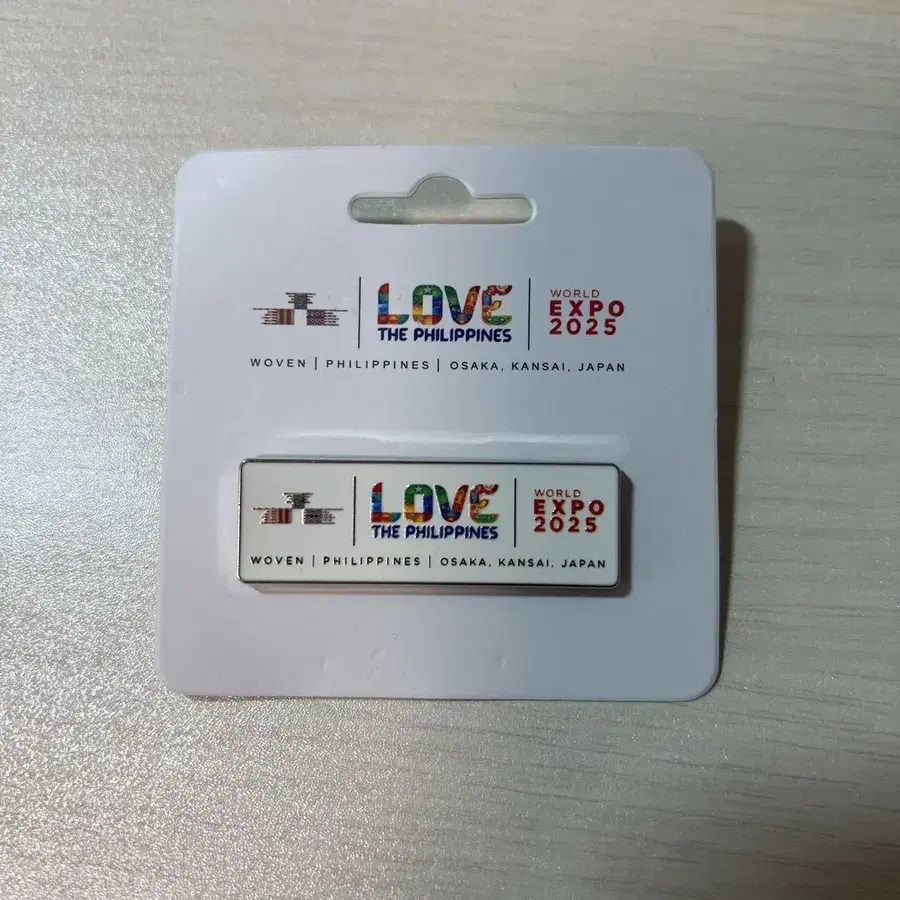 LOVE
THE PHILIPPINES
WORLD
EXPO
2025
WOVEN | PHILIPPINES | OSAKA, KANSAI, JAPAN
LOVE
THE PHILIPPINES
WORLD
EXPO
2025
WOVEN | PHILIPPINES | OSAKA, KANSAI, JAPAN